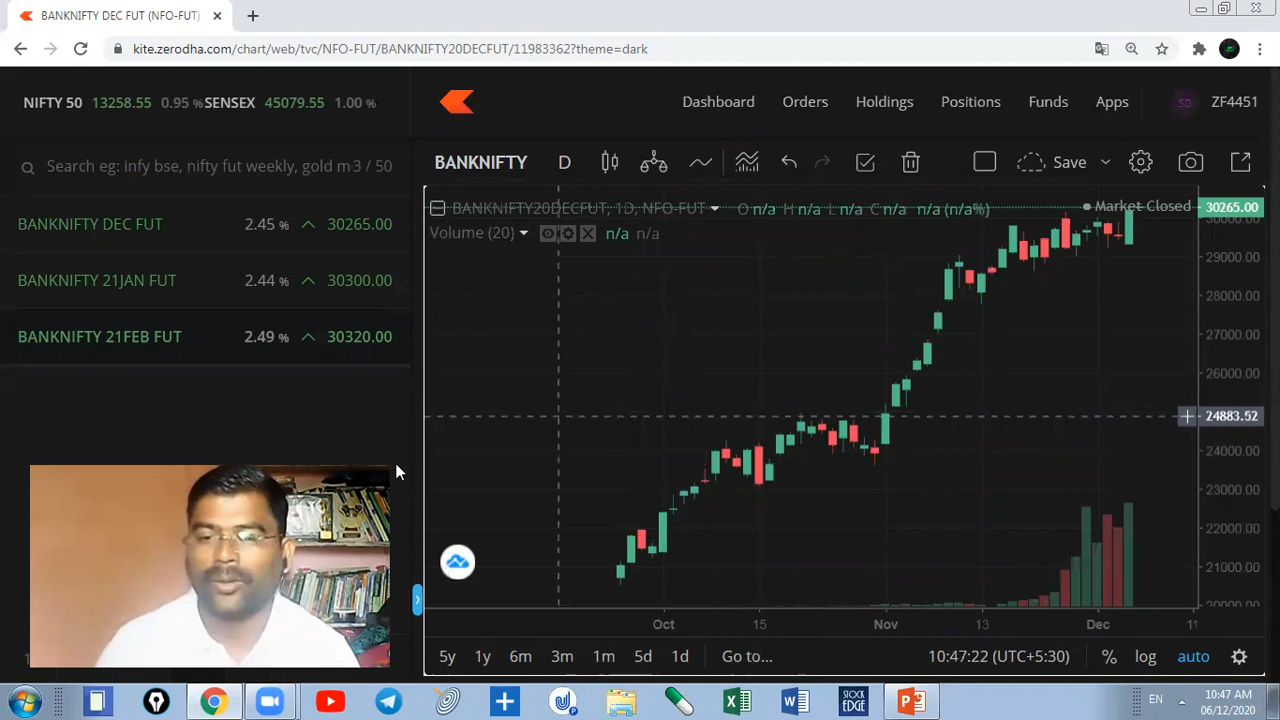 BANKNIFTY DEC FUT (NFO-FUT)
kite.zerodha.com/chart/web/tvc/NFO-FUT/BANKNIFTY20DECFUT/11983362?theme=dark
NIFTY 50 13258.55 0.95 % SENSEX 45079.55 1.00 %
Dashboard Orders Holdings Positions Funds Apps SD ZF4451
Search eg: infy bse, nifty fut weekly, gold m 3 / 50
BANKNIFTY D Save
BANKNIFTY DEC FUT 2.45 % 30265.00
BANKNIFTY 21JAN FUT 2.44 % 30300.00
BANKNIFTY 21FEB FUT 2.49 % 30320.00
BANKNIFTY20DECFUT, 1D, NFO-FUT O n/a H n/a L n/a C n/a n/a (n/a%) Market Closed
Volume (20) n/a n/a
30265.00
30000.00
29000.00
28000.00
27000.00
26000.00
24883.52
24000.00
23000.00
22000.00
21000.00
20000.00
Oct 15 Nov 13 Dec 11
5y 1y 6m 3m 1m 5d 1d Go to... 10:47:22 (UTC+5:30) % log auto
STOCK EDGE
EN
10:47 AM
06/12/2020